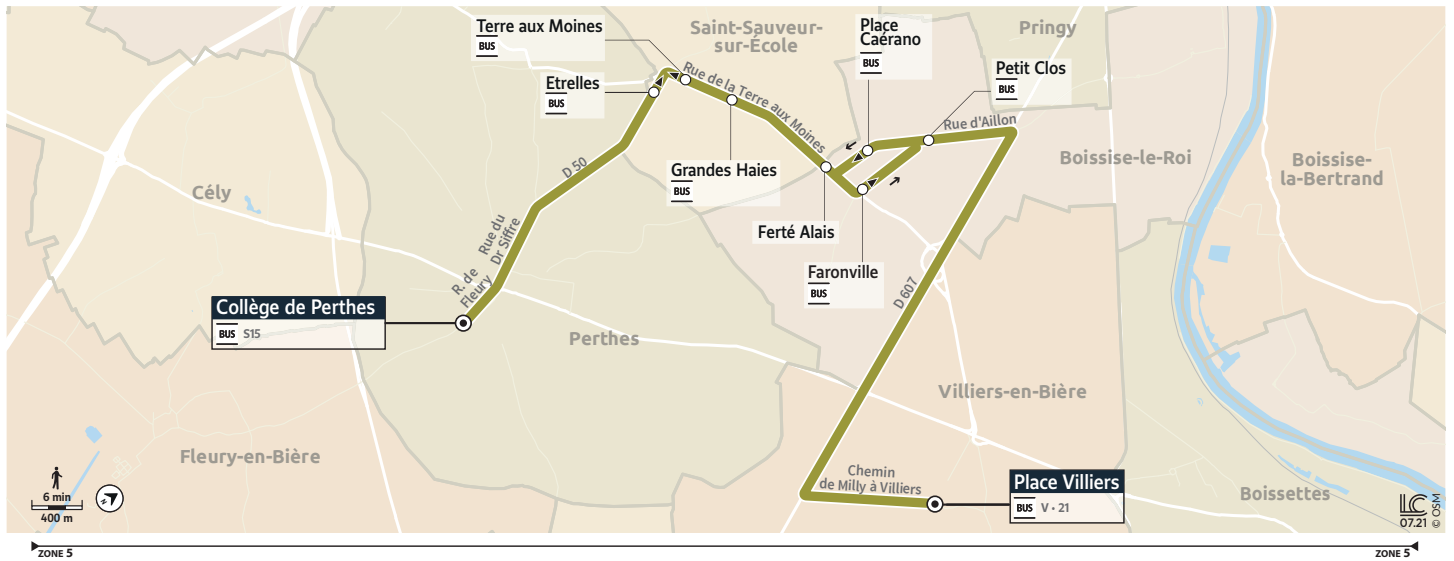 Terre aux Moines
BUS
Saint-Sauveur-
sur-École
Place
Caérano
BUS
Pringy
Petit Clos
BUS
Etrelles
BUS
Rue de la Terre aux Moines
Rue d'Aillon
Grandes Haies
BUS
D 50
Boissise-le-Roi
Boissise-
la-Bertrand
Cély
Ferté Alais
Rue du
Dr Siffre
R. de
Fleury
Faronville
BUS
D 607
Collège de Perthes
BUS S15
Perthes
Villiers-en-Bière
Fleury-en-Bière
Chemin
de Milly à Villiers
Place Villiers
BUS V • 21
Boissettes
6 min
400 m
N
LC
07.21
© OSM
ZONE 5
ZONE 5